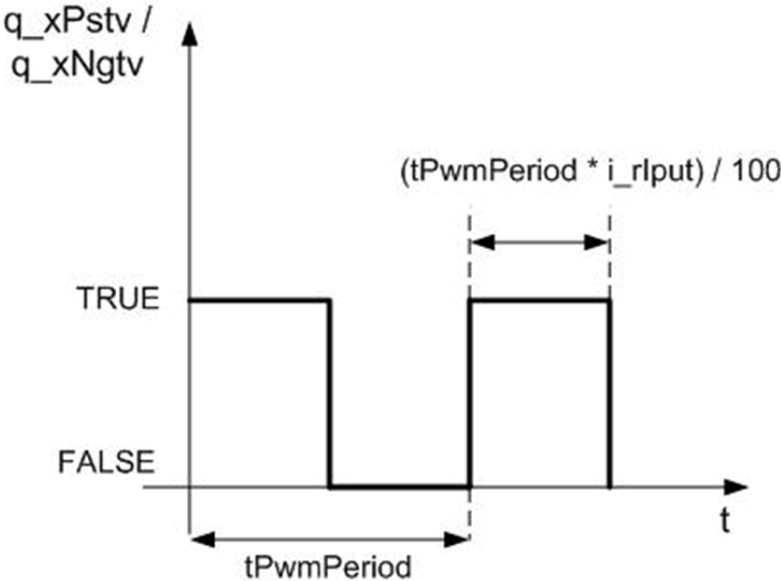 q_xPstv /
q_xNgtv
(tPwmPeriod * i_rIput) / 100
TRUE
FALSE
t
tPwmPeriod